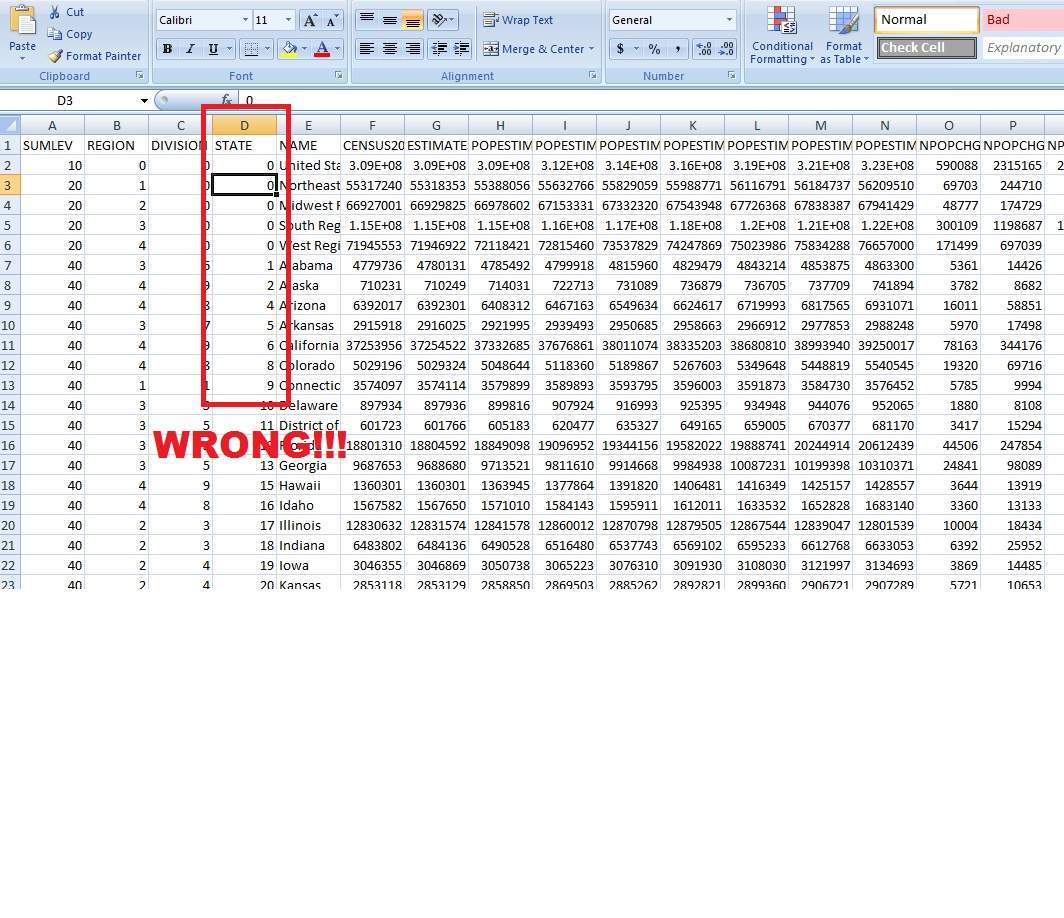 Cut
Copy
Format Painter
Paste
Clipboard
Calibri 11 A A
B I U A
Font
Wrap Text
Merge & Center
Alignment
General
$ % , .00
Number
Conditional Formatting
Format as Table
Normal Bad
Check Cell Explanatory
D3 fx 0
A B C D E F G H I J K L M N O P
1 SUMLEV REGION DIVISION STATE NAME CENSUS20 ESTIMATE POPESTIM POPESTIM POPESTIM POPESTIM POPESTIM POPESTIM POPESTIM NPOPCHG NPOPCHG NP
2 10 0 0 0 United Sta 3.09E+08 3.09E+08 3.09E+08 3.12E+08 3.14E+08 3.16E+08 3.19E+08 3.21E+08 3.23E+08 590088 2315165 2
3 20 1 0 0 Northeast 55317240 55318353 55388056 55632766 55829059 55988771 56116791 56184737 56209510 69703 244710
4 20 2 0 0 Midwest R 66927001 66929825 66978602 67153331 67332320 67543948 67726368 67838387 67941429 48777 174729
5 20 3 0 0 South Reg 1.15E+08 1.15E+08 1.15E+08 1.16E+08 1.17E+08 1.18E+08 1.2E+08 1.21E+08 1.22E+08 300109 1198687 1
6 20 4 0 0 West Regi 71945553 71946922 72118421 72815460 73537829 74247869 75023986 75834288 76657000 171499 697039
7 40 3 6 1 Alabama 4779736 4780131 4785492 4799918 4815960 4829479 4843214 4853875 4863300 5361 14426
8 40 4 9 2 Alaska 710231 710249 714031 722713 731089 736879 736705 737709 741894 3782 8682
9 40 4 8 4 Arizona 6392017 6392301 6408312 6467163 6549634 6624617 6719993 6817565 6931071 16011 58851
10 40 3 7 5 Arkansas 2915918 2916025 2921995 2939493 2950685 2958663 2966912 2977853 2988248 5970 17498
11 40 4 9 6 California 37253956 37254522 37332685 37676861 38011074 38335203 38680810 38993940 39250017 78163 344176
12 40 4 8 8 Colorado 5029196 5029324 5048644 5118360 5189867 5267603 5349648 5448819 5540545 19320 69716
13 40 1 1 9 Connectic 3574097 3574114 3579899 3589893 3593795 3596003 3591873 3584730 3576452 5785 9994
14 40 3 5 10 Delaware 897934 897936 899816 907924 916993 925395 934948 944076 952065 1880 8108
15 40 3 5 11 District of 601723 601766 605183 620477 635327 649165 659005 670377 681170 3417 15294
16 40 3 18801310 18804592 18849098 19096952 19344156 19582022 19888741 20244914 20612439 44506 247854
WRONG!!!
17 40 3 5 13 Georgia 9687653 9688680 9713521 9811610 9914668 9984938 10087231 10199398 10310371 24841 98089
18 40 4 9 15 Hawaii 1360301 1360301 1363945 1377864 1391820 1406481 1416349 1425157 1428557 3644 13919
19 40 4 8 16 Idaho 1567582 1567650 1571010 1584143 1595911 1612011 1633532 1652828 1683140 3360 13133
20 40 2 3 17 Illinois 12830632 12831574 12841578 12860012 12870798 12879505 12867544 12839047 12801539 10004 18434
21 40 2 3 18 Indiana 6483802 6484136 6490528 6516480 6537743 6569102 6595233 6612768 6633053 6392 25952
22 40 2 4 19 Iowa 3046355 3046869 3050738 3065223 3076310 3091930 3108030 3121997 3134693 3869 14485
23 40 2 4 20 Kansas 2853118 2853129 2858850 2869503 2885262 2892821 2899360 2906721 2907289 5721 10653